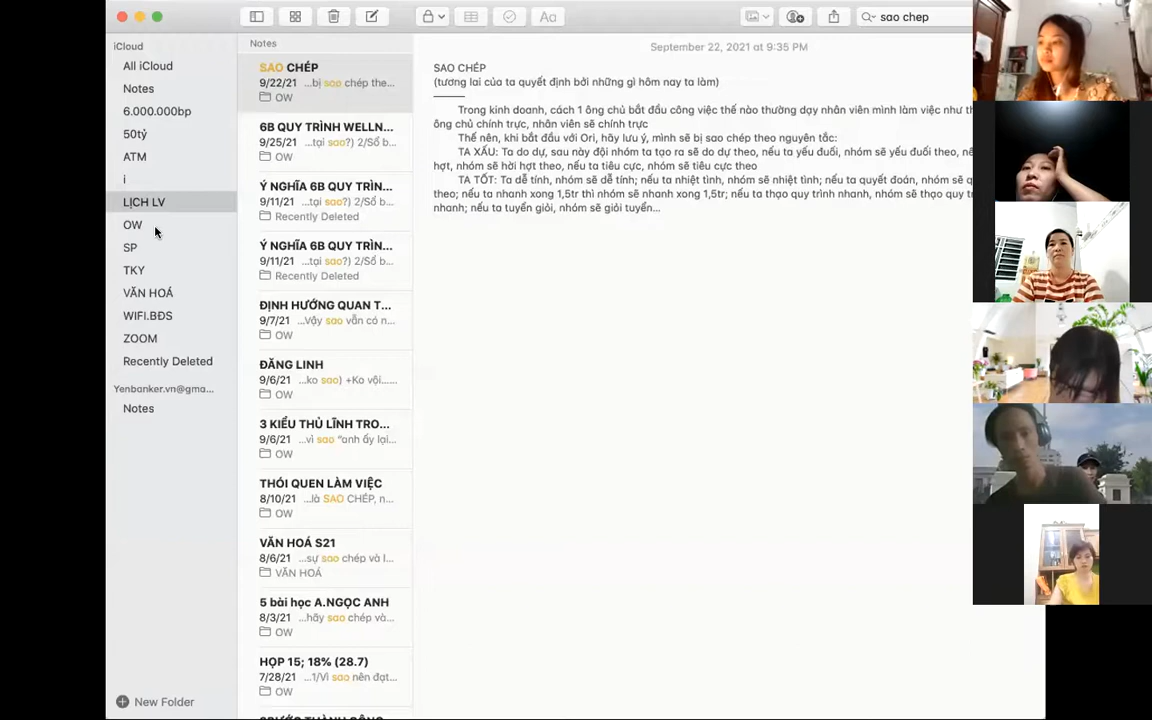 sao chep
iCloud
All iCloud
Notes
6.000.000bp
50tỷ
ATM
i
LỊCH LV
OW
SP
TKY
VĂN HOÁ
WIFI.BĐS
ZOOM
Recently Deleted
Yenbanker.vn@gma...
Notes
New Folder
Notes
SAO CHÉP
9/22/21 ...bị sao chép the...
OW
6B QUY TRÌNH WELLN...
9/25/21 ...tại sao?) 2/Sổ b...
OW
Ý NGHĨA 6B QUY TRÌN...
9/11/21 ...tại sao?) 2/Sổ b...
Recently Deleted
Ý NGHĨA 6B QUY TRÌN...
9/11/21 ...tại sao?) 2/Sổ b...
Recently Deleted
ĐỊNH HƯỚNG QUAN T...
9/7/21 ...Vậy sao vẫn có n...
OW
ĐĂNG LINH
9/6/21 ...ko sao) +Ko vội......
OW
3 KIỂU THỦ LĨNH TRO...
9/6/21 ...vì sao “anh ấy lại...
OW
THÓI QUEN LÀM VIỆC
8/10/21 ...là SAO CHÉP, n...
OW
VĂN HOÁ S21
8/6/21 ...sự sao chép và l...
VĂN HOÁ
5 bài học A.NGỌC ANH
8/3/21 ...hãy sao chép và...
OW
HỌP 15; 18% (28.7)
7/28/21 ...1/Vì sao nên đạt...
OW
September 22, 2021 at 9:35 PM
SAO CHÉP
(tương lai của ta quyết định bởi những gì hôm nay ta làm)
Trong kinh doanh, cách 1 ông chủ bắt đầu công việc thế nào thường dạy nhân viên mình làm việc như th
ông chủ chính trực, nhân viên sẽ chính trực
Thế nên, khi bắt đầu với Ori, hãy lưu ý, mình sẽ bị sao chép theo nguyên tắc:
TA XẤU: Ta do dự, sau này đội nhóm ta tạo ra sẽ do dự theo, nếu ta yếu đuối, nhóm sẽ yếu đuối theo, nế
hợt, nhóm sẽ hời hợt theo, nếu ta tiêu cực, nhóm sẽ tiêu cực theo
TA TỐT: Ta dễ tính, nhóm sẽ dễ tính; nếu ta nhiệt tình, nhóm sẽ nhiệt tình; nếu ta quyết đoán, nhóm sẽ q
theo; nếu ta nhanh xong 1,5tr thì nhóm sẽ nhanh xong 1,5tr; nếu ta thạo quy trình nhanh, nhóm sẽ thạo quy tr
nhanh; nếu ta tuyển giỏi, nhóm sẽ giỏi tuyển...